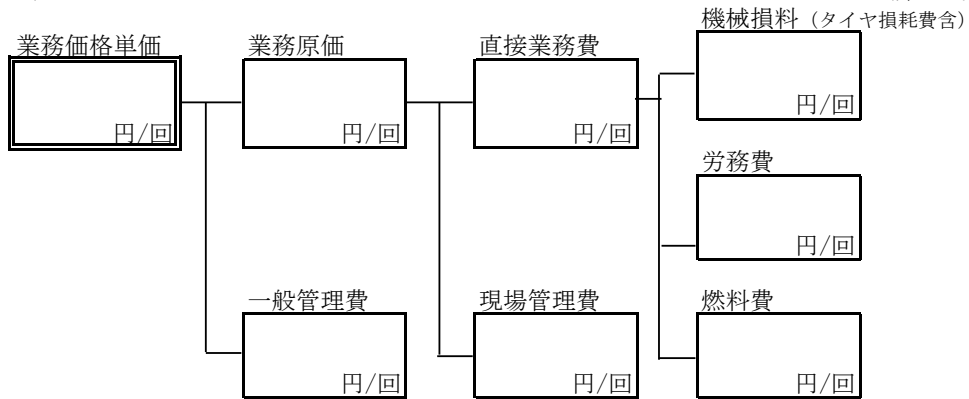 機械損料（タイヤ損耗費含）
業務価格単価 業務原価 直接業務費
円/回
円/回 円/回 円/回
労務費
円/回
一般管理費 現場管理費 燃料費
円/回 円/回 円/回